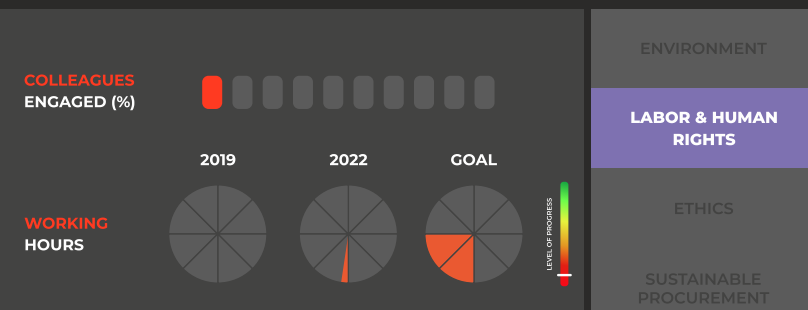 COLLEAGUES
ENGAGED (%)
2019
2022
GOAL
WORKING
HOURS
LEVEL OF PROGRESS
ENVIRONMENT
LABOR & HUMAN
RIGHTS
ETHICS
SUSTAINABLE
PROCUREMENT